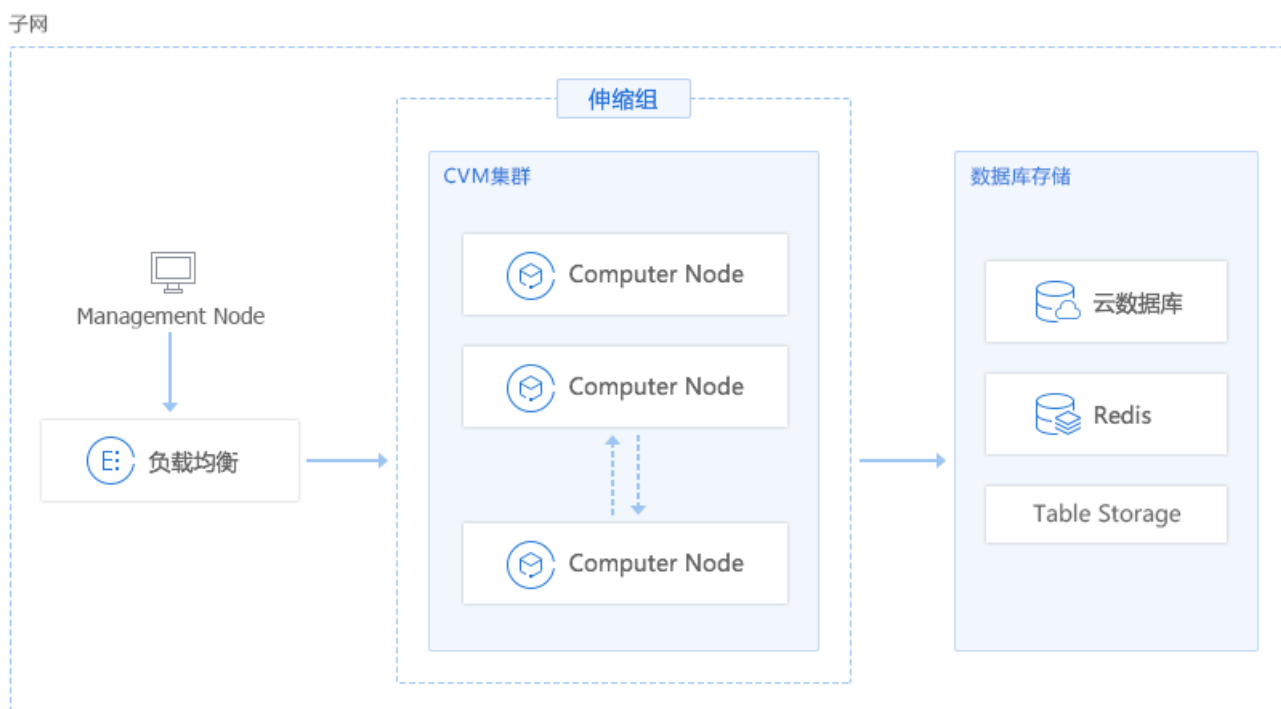 子网
伸缩组
CVM集群
数据库存储
Computer Node
云数据库
Management Node
Computer Node
Redis
负载均衡
Table Storage
Computer Node